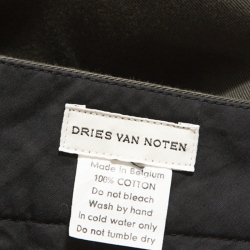 DRIES VAN NOTEN
Made in Belgium
100% COTTON
Do not bleach
Wash by hand
in cold water only
Do not tumble dry